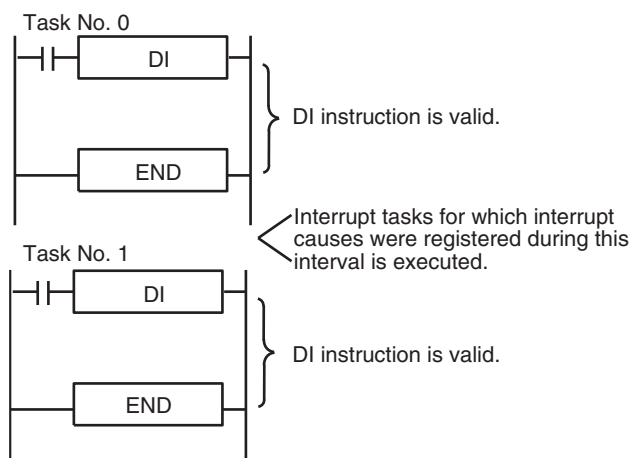 Task No. 0
DI
DI instruction is valid.
END
Interrupt tasks for which interrupt
causes were registered during this
interval is executed.
Task No. 1
DI
DI instruction is valid.
END